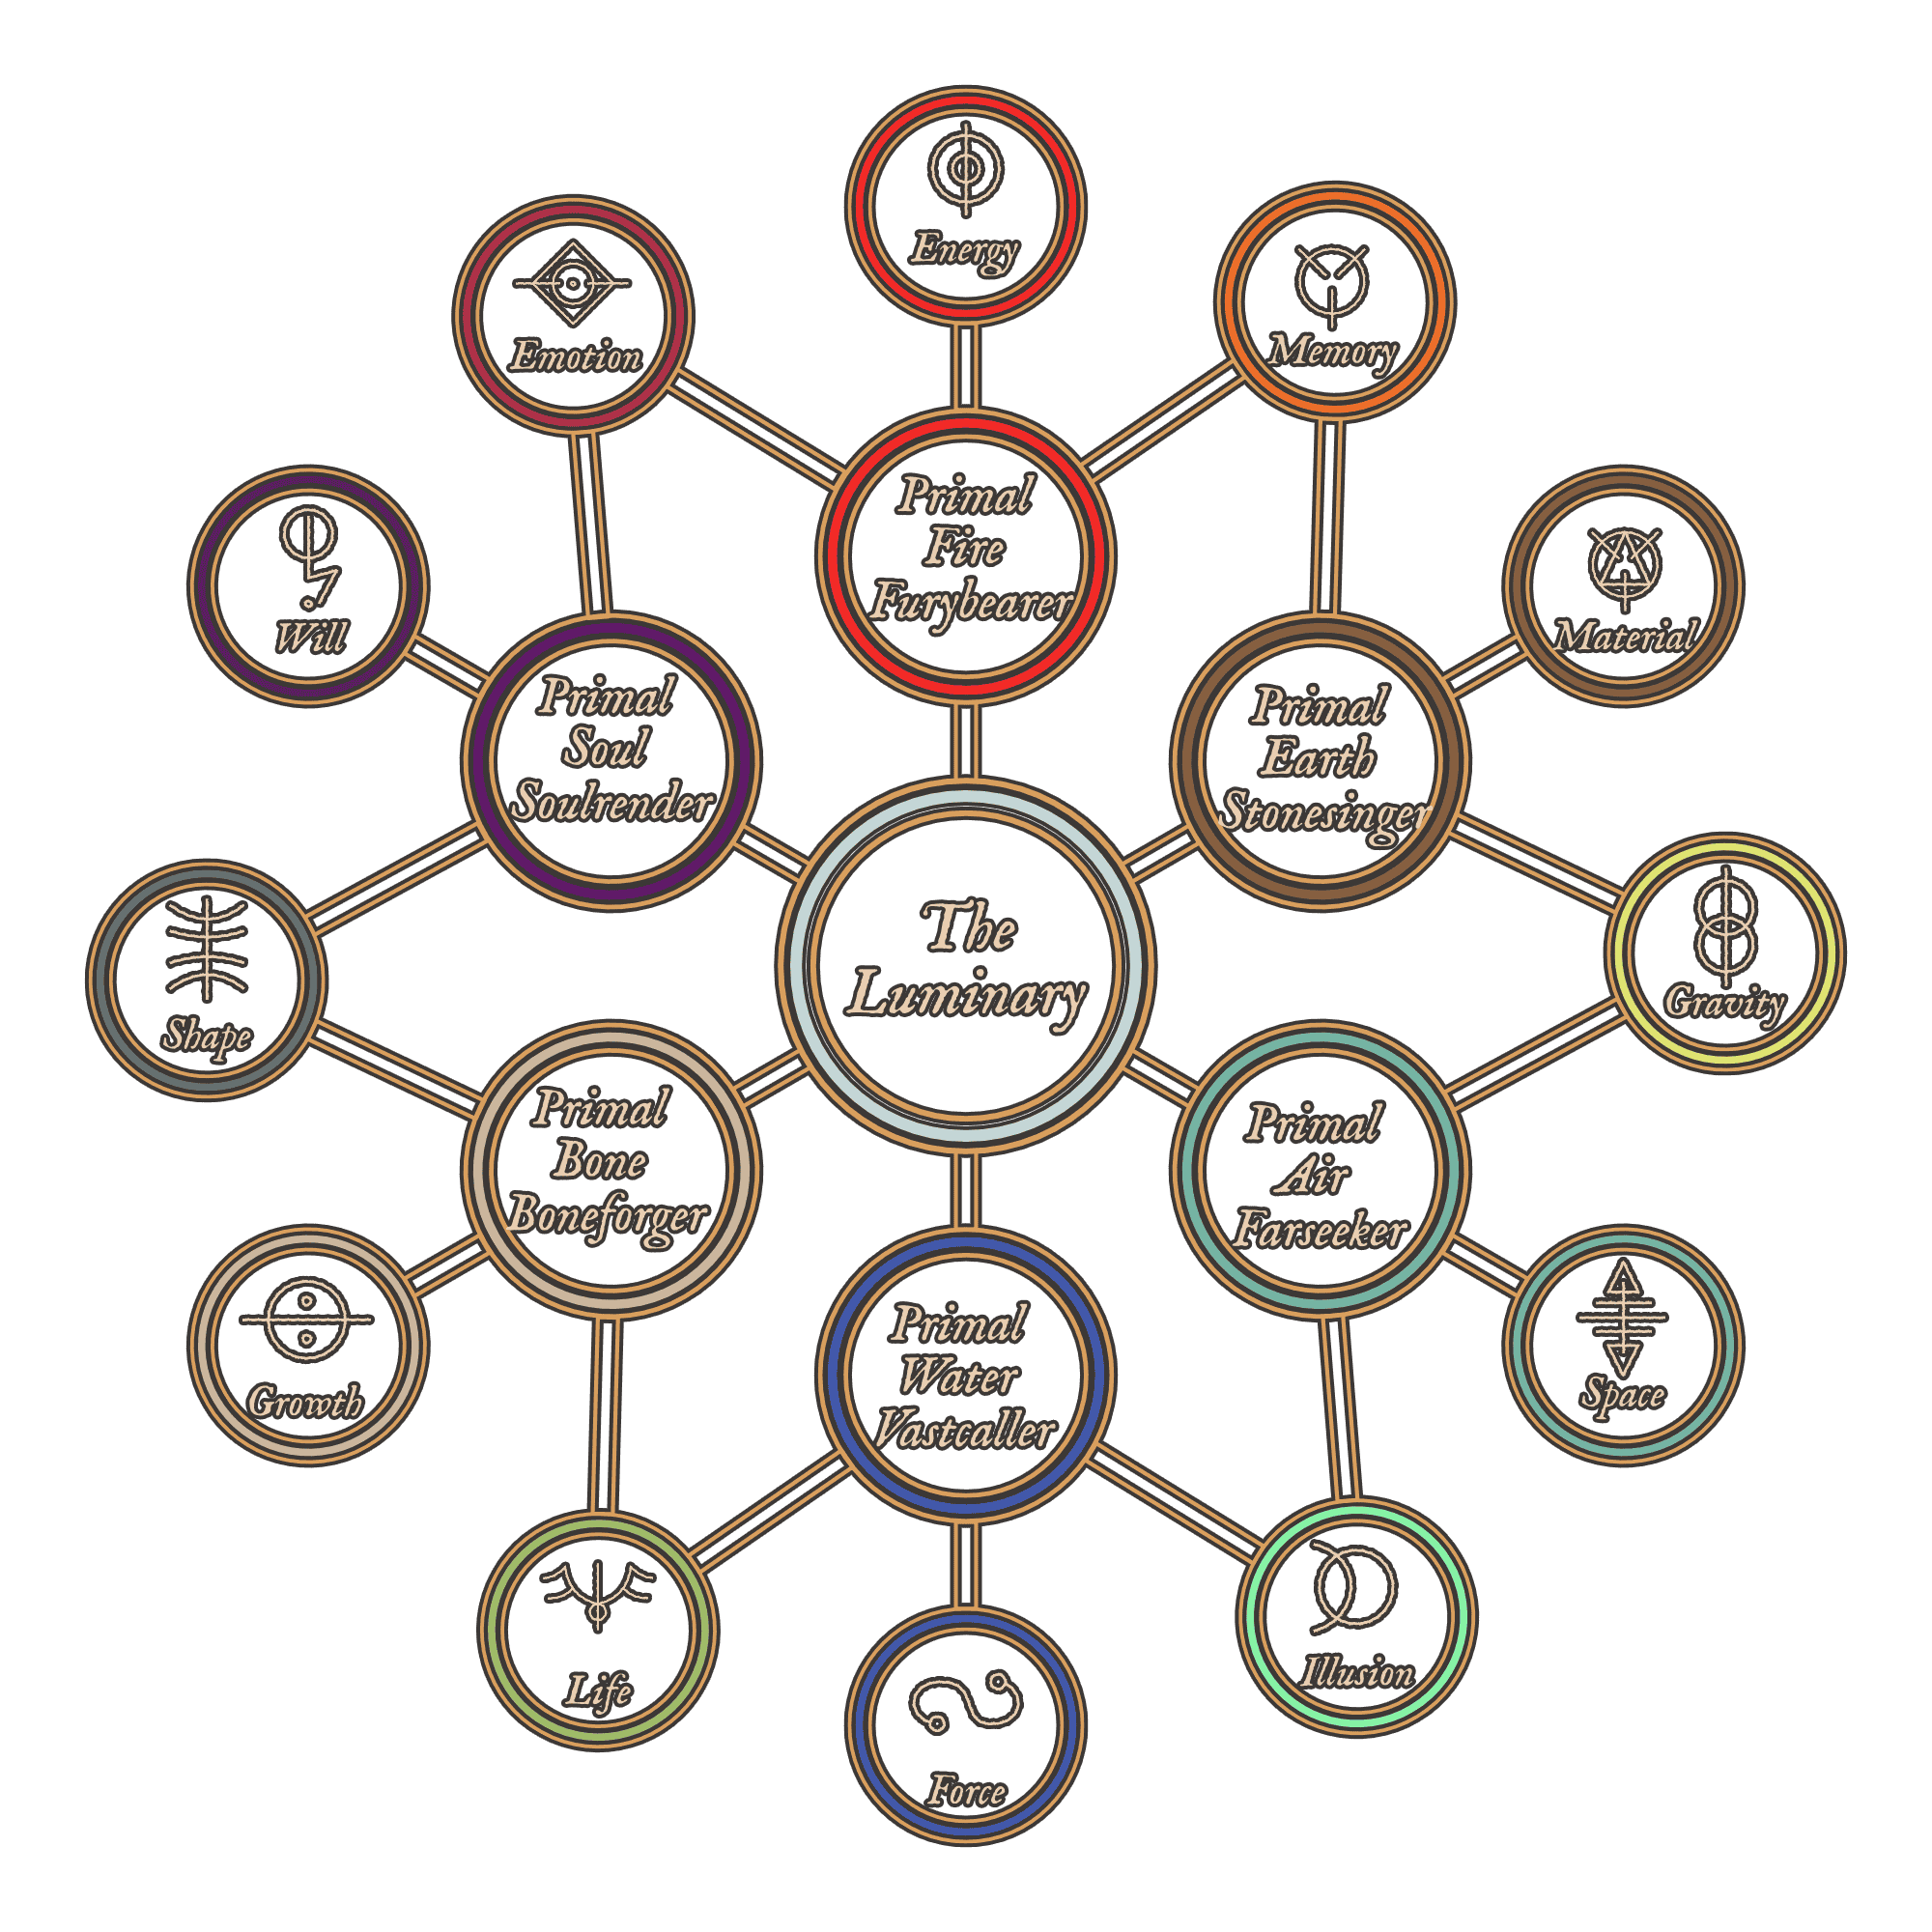 Energy
Memory
Emotion
Primal
Fire
Furybearer
Will
Material
Primal
Soul
Soulrender
Primal
Earth
Stonesinger
The
Luminary
Gravity
Shape
Primal
Bone
Boneforger
Primal
Air
Farseeker
Growth
Primal
Water
Vastcaller
Space
Life
Illusion
Force